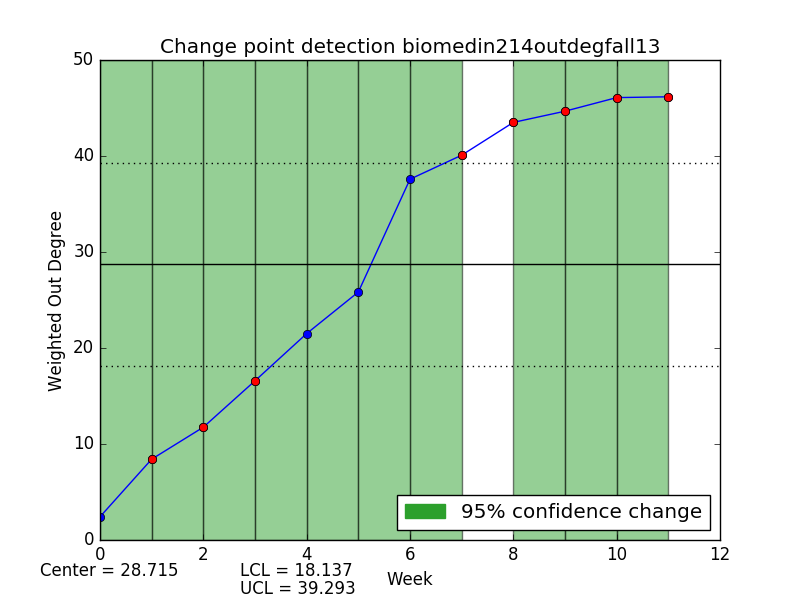 Change point detection biomedin214outdegfall13
50
40
30
20
10
0
Weighted Out Degree
95% confidence change
0 2 4 6 8 10 12
Center = 28.715 LCL = 18.137 Week
UCL = 39.293